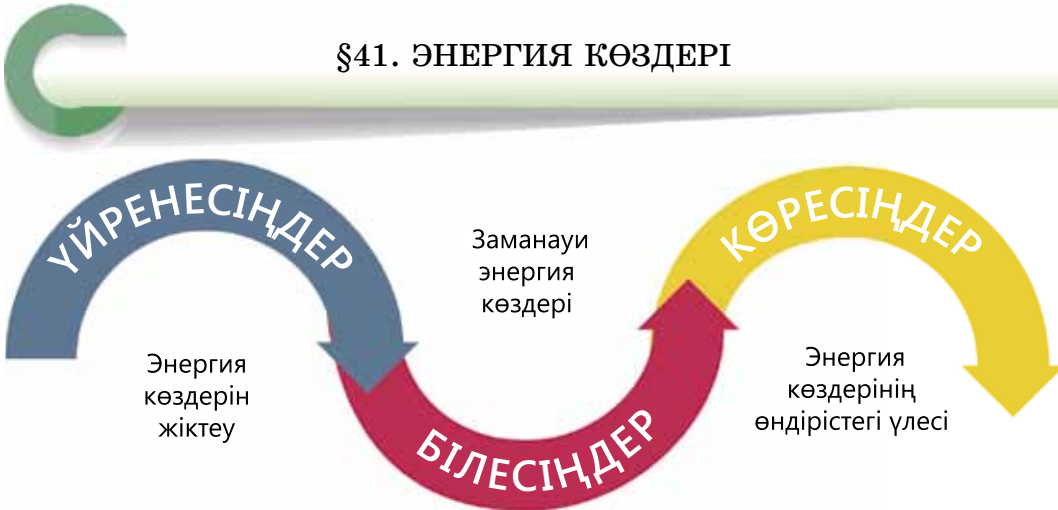 §41. ЭНЕРГИЯ КӨЗДЕРІ
ҮЙРЕНЕСІҢДЕР
Энергия
көздерін
жіктеу
Заманауи
энергия
көздері
БІЛЕСІҢДЕР
КӨРЕСІҢДЕР
Энергия
көздерінің
өндірістегі үлесі